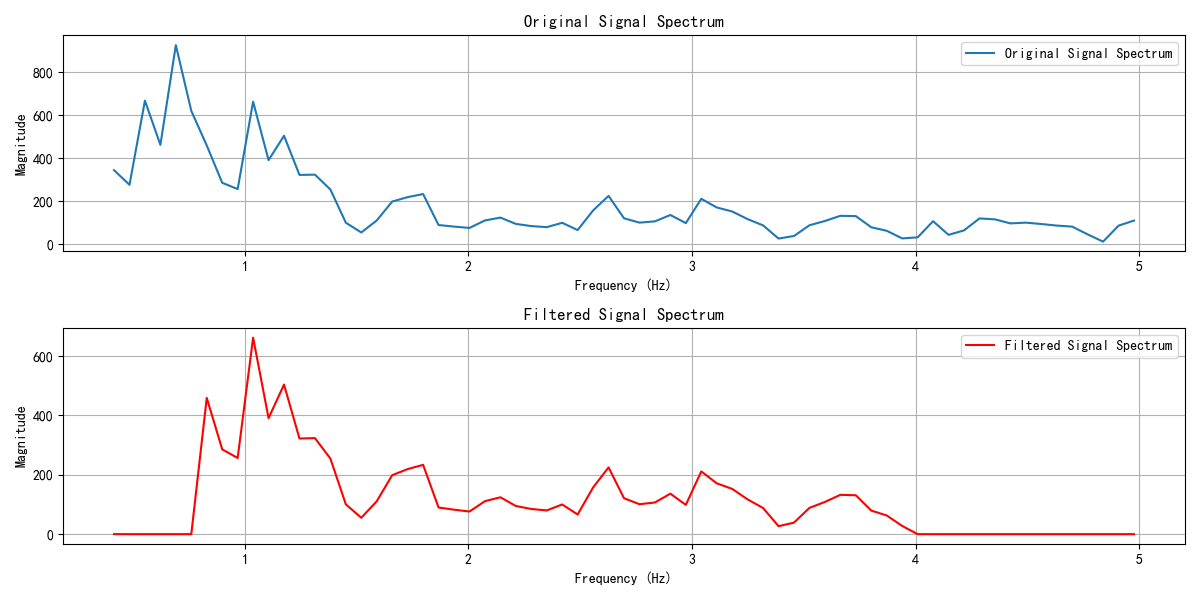 Original Signal Spectrum
Original Signal Spectrum
Magnitude
800
600
400
200
0
1 2 3 4 5
Frequency (Hz)
Filtered Signal Spectrum
Filtered Signal Spectrum
Magnitude
600
400
200
0
1 2 3 4 5
Frequency (Hz)